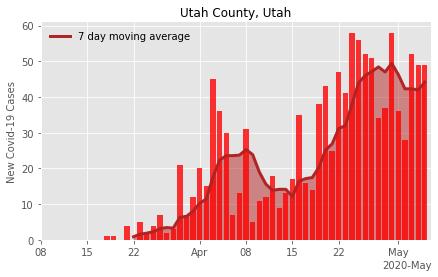 Utah County, Utah
7 day moving average
New Covid-19 Cases
60
50
40
30
20
10
0
08 15 22 Apr 08 15 22 May
2020-May